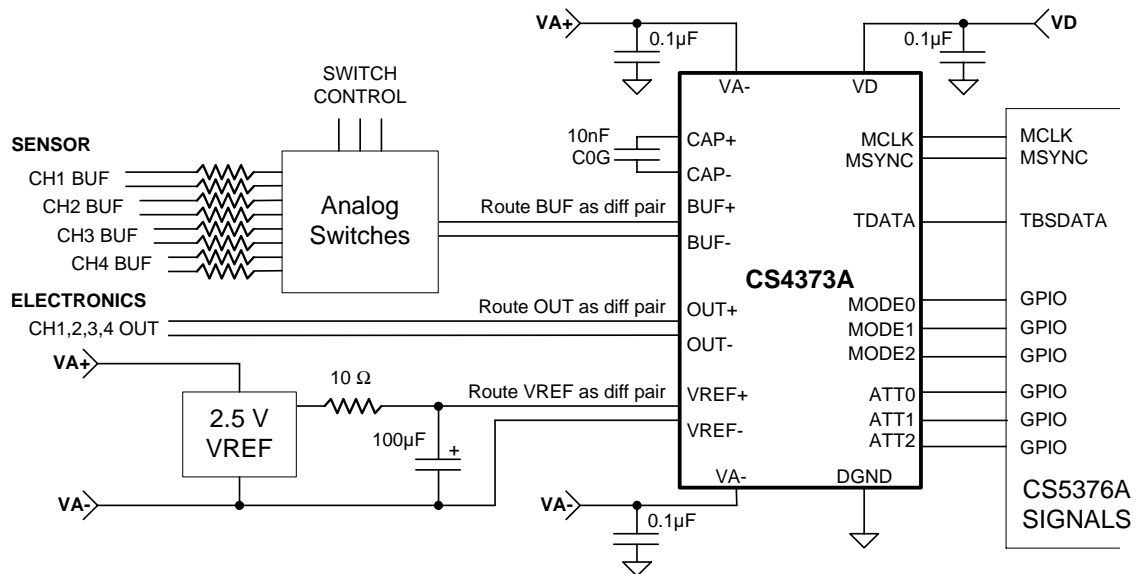 VA+
0.1µF
0.1µF
VD
SWITCH
CONTROL
VA-
VD
SENSOR
CH1 BUF
CH2 BUF
CH3 BUF
CH4 BUF
Analog
Switches
10nF
C0G
CAP+
CAP-
Route BUF as diff pair
BUF+
BUF-
MCLK
MSYNC
TDATA
MCLK
MSYNC
TBSDATA
CS4373A
ELECTRONICS
CH1,2,3,4 OUT
Route OUT as diff pair
OUT+
OUT-
MODE0
MODE1
MODE2
GPIO
GPIO
GPIO
VA+
2.5 V
VREF
10 Ω
100µF
+
Route VREF as diff pair
VREF+
VREF-
ATT0
ATT1
ATT2
GPIO
GPIO
GPIO
VA-
VA-
0.1µF
VA-
DGND
CS5376A
SIGNALS